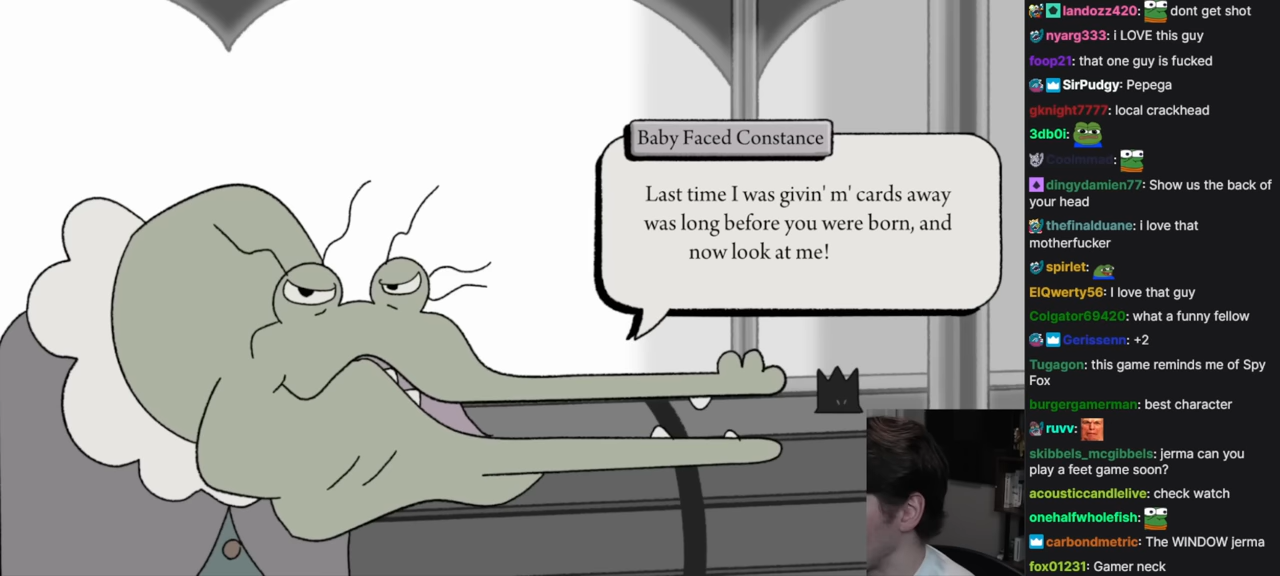 Baby Faced Constance
Last time I was givin' m' cards away
was long before you were born, and
now look at me!
landozz420: dont get shot
nyarg333: i LOVE this guy
foop21: that one guy is fucked
SirPudgy: Pepega
gknight7777: local crackhead
3db0i:
Coolmmad:
dingydamien77: Show us the back of
your head
thefinalduane: i love that
motherfucker
spirlet:
ElQwerty56: I love that guy
Colgator69420: what a funny fellow
Gerissenn: +2
Tugagon: this game reminds me of Spy
Fox
burgergamerman: best character
ruvv:
skibbels_mcgibbels: jerma can you
play a feet game soon?
acousticcandlelive: check watch
onehalfwholefish:
carbondmetric: The WINDOW jerma
fox01231: Gamer neck